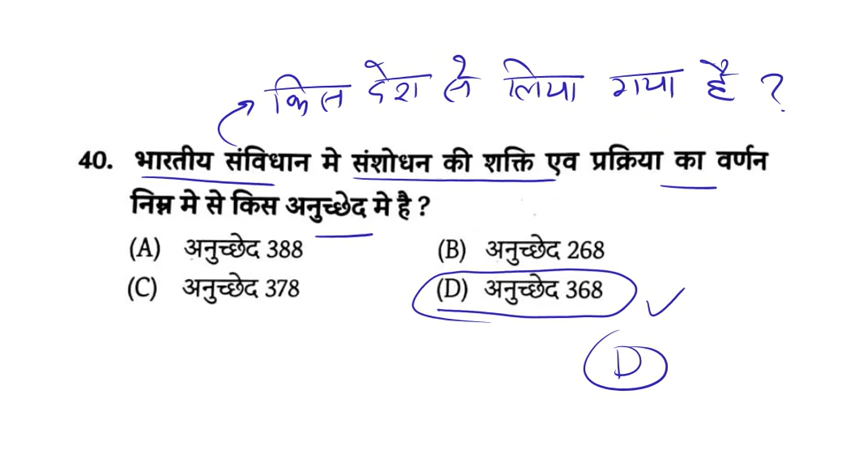 किस देश से लिया गया है ?
40. भारतीय संविधान मे संशोधन की शक्ति एव प्रक्रिया का वर्णन
निम्न मे से किस अनुच्छेद मे है ?
(A) अनुच्छेद 388 (B) अनुच्छेद 268
(C) अनुच्छेद 378 (D) अनुच्छेद 368
D